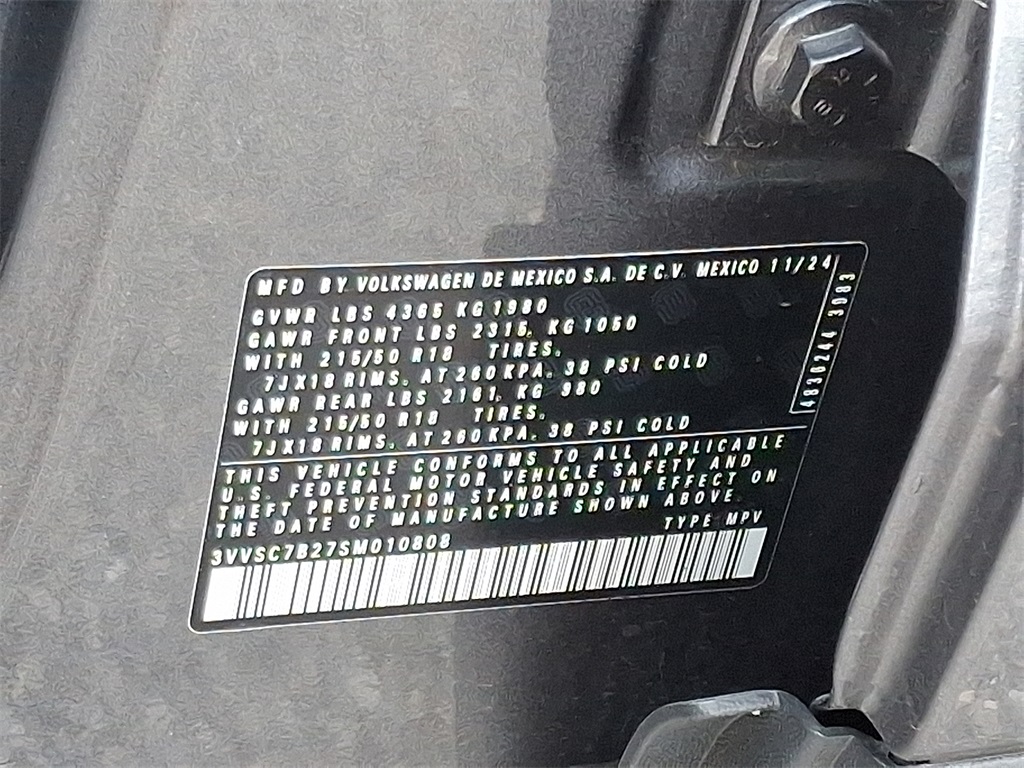 MFD BY VOLKSWAGEN DE MEXICO S.A. DE C.V. MEXICO 11/24
GVWR LBS 4365 KG 1980
GAWR FRONT LBS 2315, KG 1050
WITH 215/50 R18 TIRES,
7JX18 RIMS, AT 260 KPA, 38 PSI COLD
GAWR REAR LBS 2161, KG 980
WITH 215/50 R18 TIRES,
7JX18 RIMS, AT 260 KPA, 38 PSI COLD
4836244 3083
THIS VEHICLE CONFORMS TO ALL APPLICABLE
U.S. FEDERAL MOTOR VEHICLE SAFETY AND
THEFT PREVENTION STANDARDS IN EFFECT ON
THE DATE OF MANUFACTURE SHOWN ABOVE.
TYPE MPV
3VVSC7B27SM010808